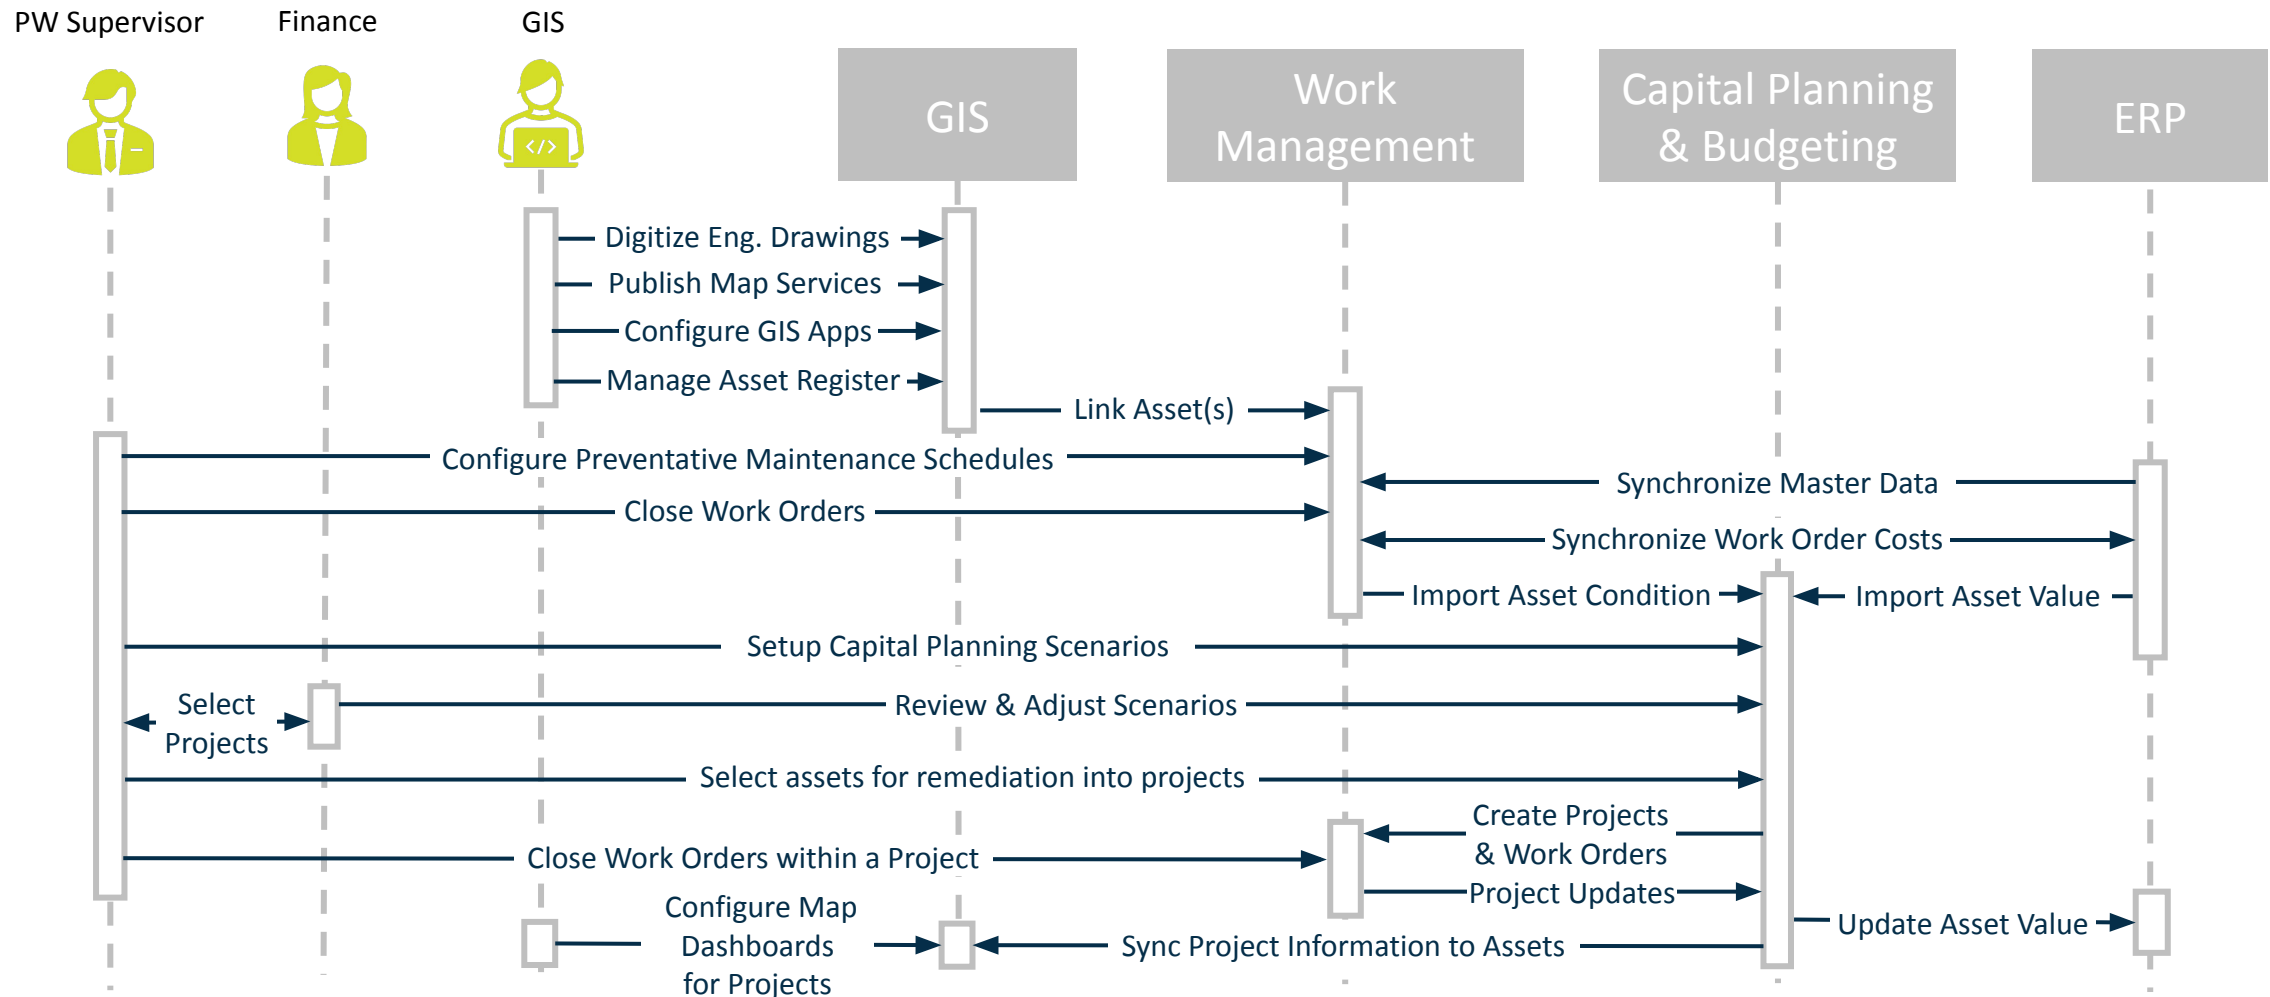 PW Supervisor
Finance
GIS
GIS
Work
Management
Capital Planning
& Budgeting
ERP
</>
Digitize Eng. Drawings
Publish Map Services
Configure GIS Apps
Manage Asset Register
Link Asset(s)
Configure Preventative Maintenance Schedules
Synchronize Master Data
Close Work Orders
Synchronize Work Order Costs
Import Asset Condition
Import Asset Value
Setup Capital Planning Scenarios
Select
Projects
Review & Adjust Scenarios
Select assets for remediation into projects
Create Projects
& Work Orders
Close Work Orders within a Project
Project Updates
Configure Map
Dashboards
for Projects
Update Asset Value
Sync Project Information to Assets